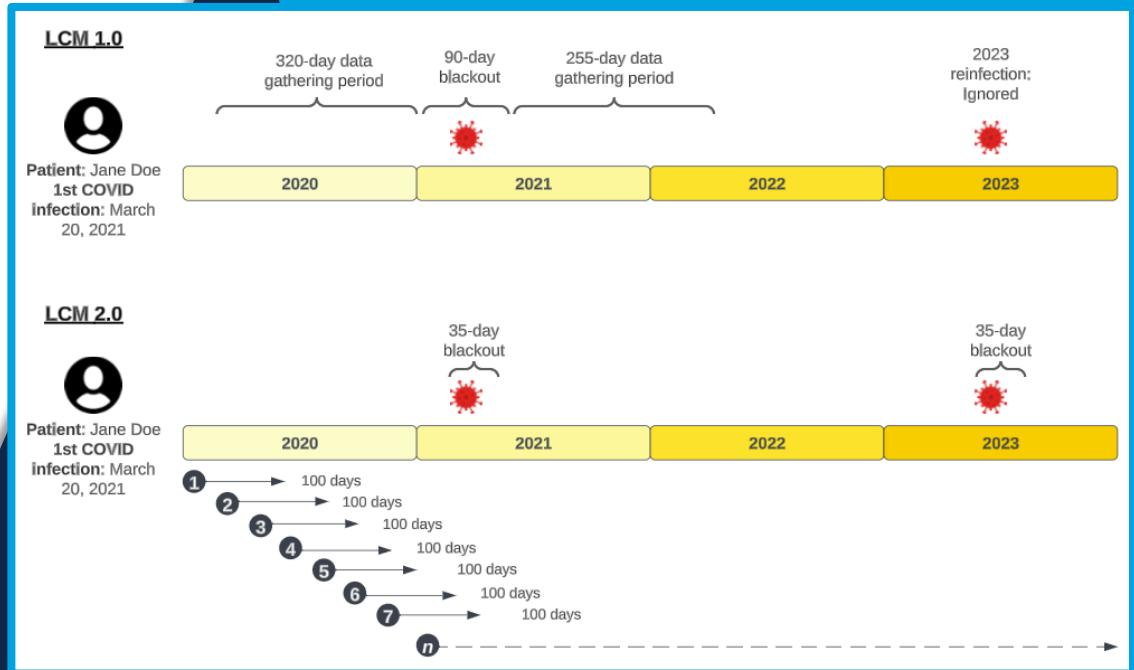 LCM 1.0
320-day data
gathering period
90-day
blackout
255-day data
gathering period
2023
reinfection:
Ignored
Patient: Jane Doe
1st COVID
infection: March
20, 2021
2020
2021
2022
2023
LCM 2.0
35-day
blackout
35-day
blackout
Patient: Jane Doe
1st COVID
infection: March
20, 2021
2020
2021
2022
2023
1 100 days
2 100 days
3 100 days
4 100 days
5 100 days
6 100 days
7 100 days
n